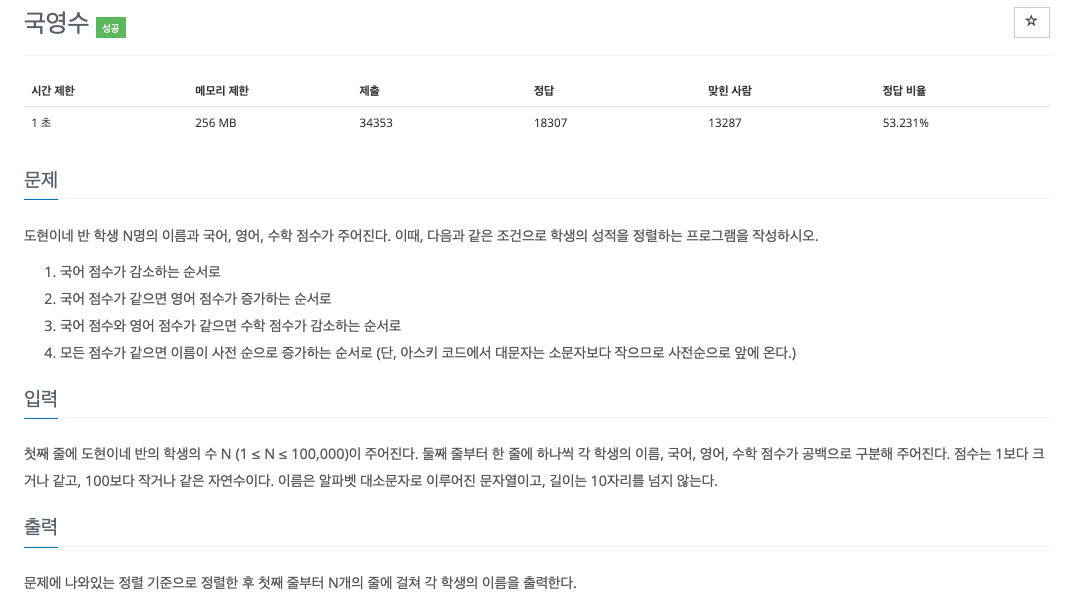 국영수 성공
☆
시간 제한 메모리 제한 제출 정답 맞힌 사람 정답 비율
1 초 256 MB 34353 18307 13287 53.231%
문제
도현이네 반 학생 N명의 이름과 국어, 영어, 수학 점수가 주어진다. 이때, 다음과 같은 조건으로 학생의 성적을 정렬하는 프로그램을 작성하시오.
1. 국어 점수가 감소하는 순서로
2. 국어 점수가 같으면 영어 점수가 증가하는 순서로
3. 국어 점수와 영어 점수가 같으면 수학 점수가 감소하는 순서로
4. 모든 점수가 같으면 이름이 사전 순으로 증가하는 순서로 (단, 아스키 코드에서 대문자는 소문자보다 작으므로 사전순으로 앞에 온다.)
입력
첫째 줄에 도현이네 반의 학생의 수 N (1 ≤ N ≤ 100,000)이 주어진다. 둘째 줄부터 한 줄에 하나씩 각 학생의 이름, 국어, 영어, 수학 점수가 공백으로 구분해 주어진다. 점수는 1보다 크
거나 같고, 100보다 작거나 같은 자연수이다. 이름은 알파벳 대소문자로 이루어진 문자열이고, 길이는 10자리를 넘지 않는다.
출력
문제에 나와있는 정렬 기준으로 정렬한 후 첫째 줄부터 N개의 줄에 걸쳐 각 학생의 이름을 출력한다.